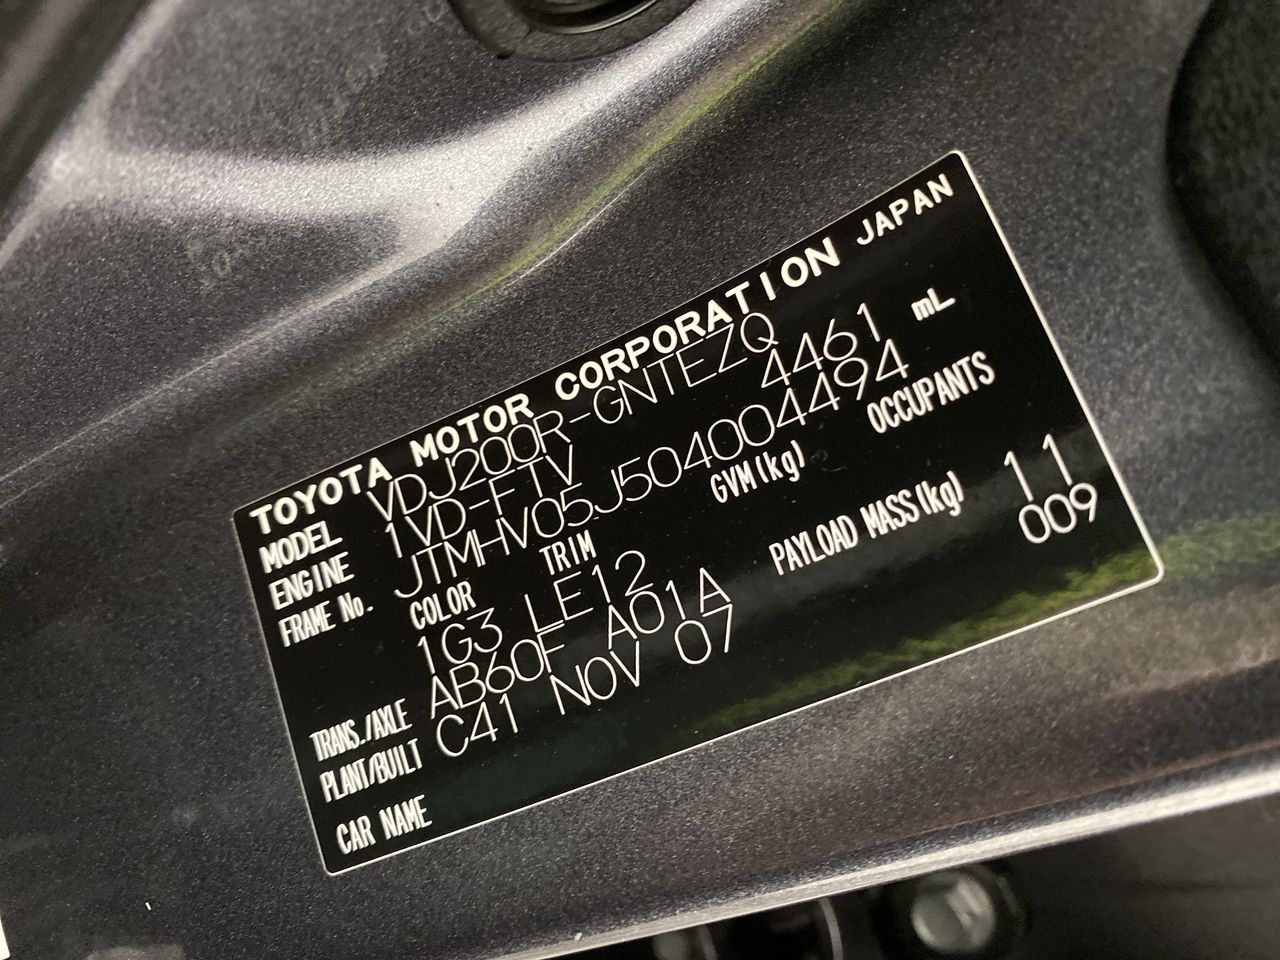 TOYOTA MOTOR CORPORATION JAPAN
MODEL VDJ200R-GNTEZQ
ENGINE 1VD-FTV 4461 mL
FRAME No. JTMHV05J504004494
COLOR TRIM GVM(kg) OCCUPANTS
1G3 LE12
TRANS./AXLE AB60F A01A PAYLOAD MASS(kg) 11
PLANT/BUILT C41 NOV 07 009
CAR NAME